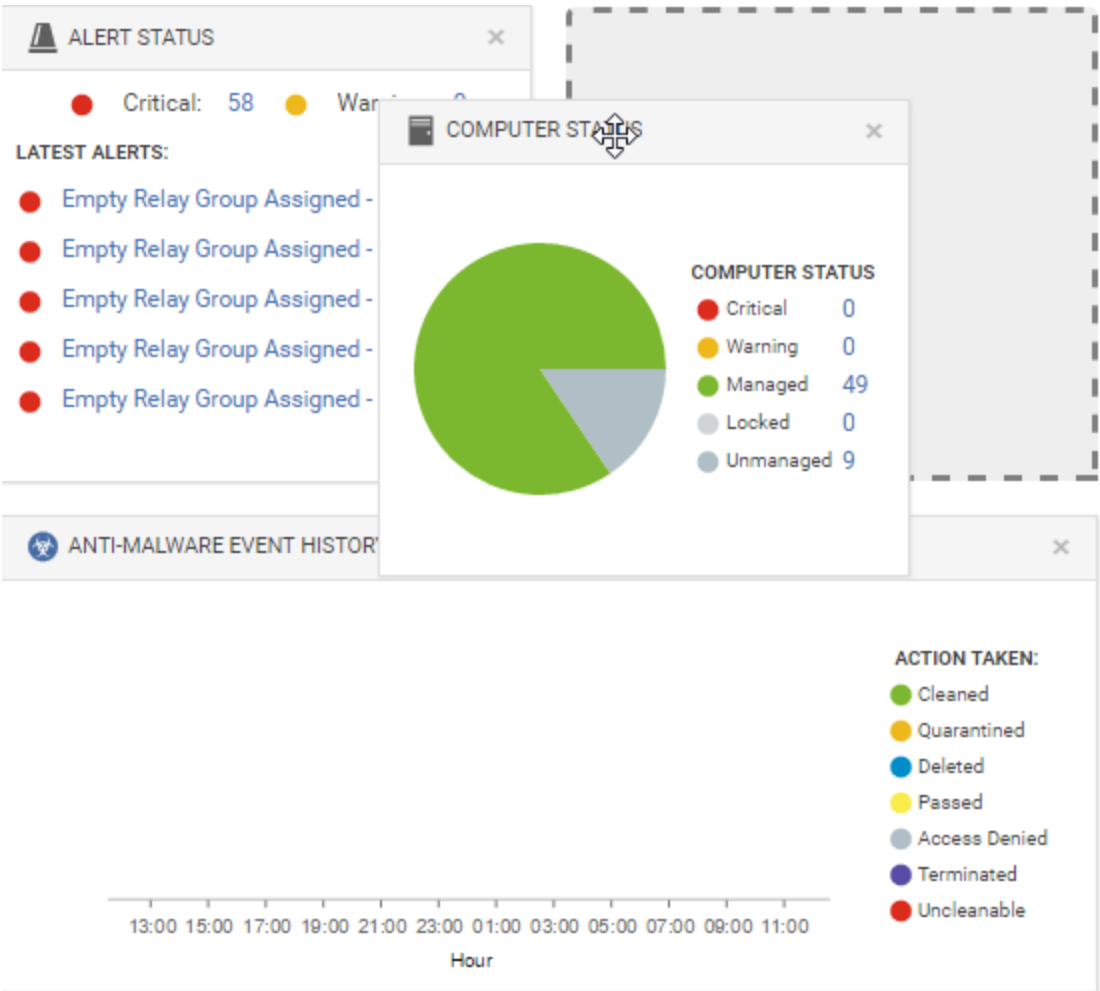 ALERT STATUS
Critical: 58
LATEST ALERTS:
Empty Relay Group Assigned -
Empty Relay Group Assigned -
Empty Relay Group Assigned -
Empty Relay Group Assigned -
Empty Relay Group Assigned -
COMPUTER STATUS
COMPUTER STATUS
Critical 0
Warning 0
Managed 49
Locked 0
Unmanaged 9
ANTI-MALWARE EVENT HISTORY
ACTION TAKEN:
Cleaned
Quarantined
Deleted
Passed
Access Denied
Terminated
Uncleanable
13:00 15:00 17:00 19:00 21:00 23:00 01:00 03:00 05:00 07:00 09:00 11:00
Hour